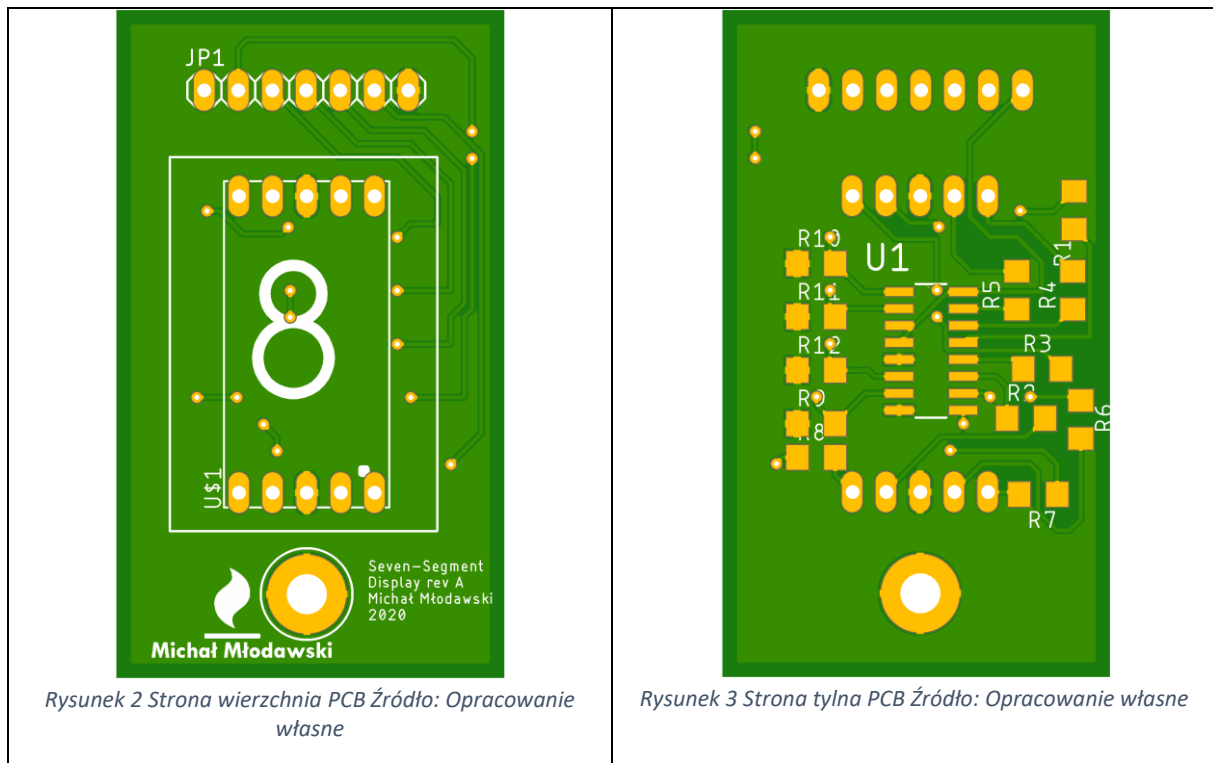 JP1
8
U$1
Seven-Segment
Display rev A
Michał Młodawski
2020
Michał Młodawski
Rysunek 2 Strona wierzchnia PCB Źródło: Opracowanie
własne
R10
U1
R1
R11
R5
R4
R12
R3
R9
R2
R6
R8
R7
Rysunek 3 Strona tylna PCB Źródło: Opracowanie własne